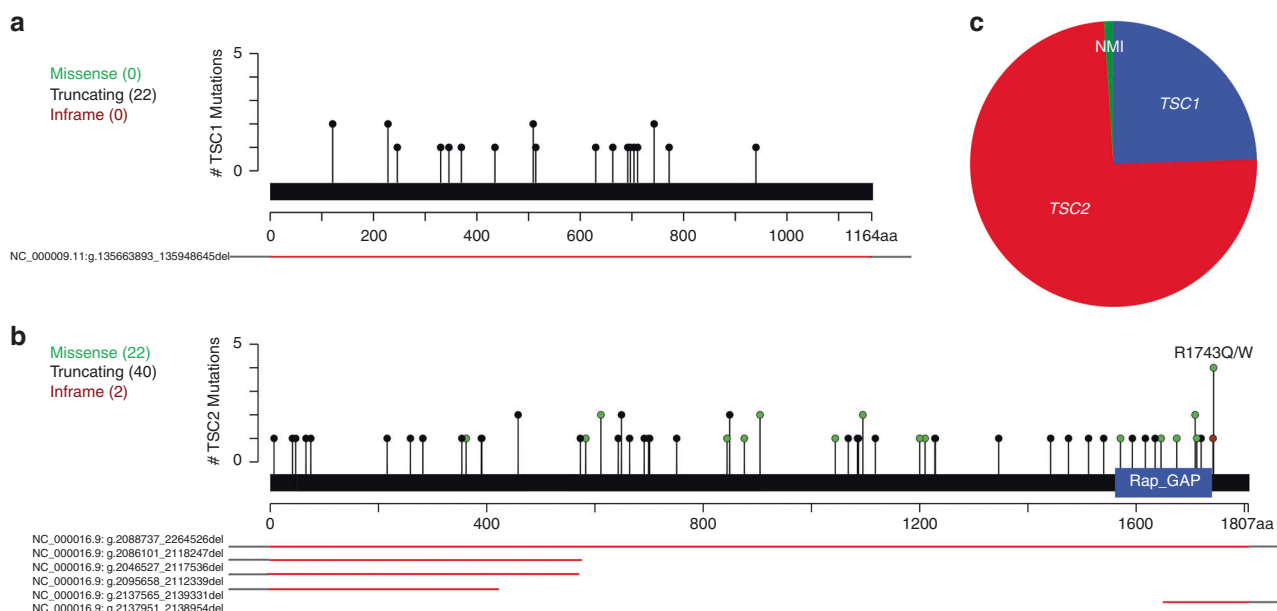 a
Missense (0)
Truncating (22)
Inframe (0)
# TSC1 Mutations
5
0
0 200 400 600 800 1000 1164aa
NC_000009.11:g.135663893_135948645del
c
NMI
TSC1
TSC2
b
Missense (22)
Truncating (40)
Inframe (2)
# TSC2 Mutations
5
0
R1743Q/W
Rap_GAP
0 400 800 1200 1600 1807aa
NC_000016.9: g.2088737_2264526del
NC_000016.9: g.2086101_2118247del
NC_000016.9: g.2046527_2117536del
NC_000016.9: g.2095658_2112339del
NC_000016.9: g.2137565_2139331del
NC_000016.9: g.2137951_2138954del